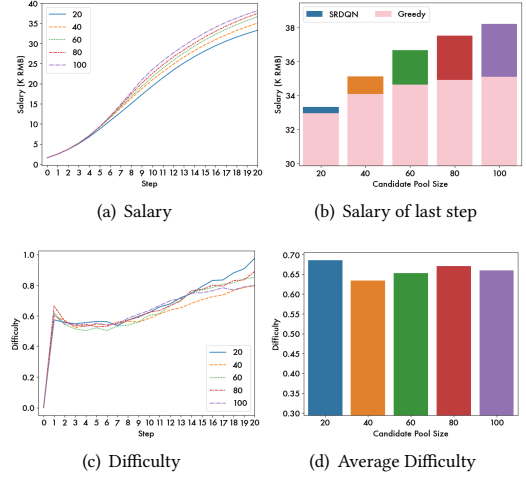 40
35
30
25
20
15
10
5
0
Salary (K RMB)
20
40
60
80
100
0 1 2 3 4 5 6 7 8 9 10 11 12 13 14 15 16 17 18 19 20
Step
(a) Salary
38
36
34
32
30
Salary (K RMB)
SRDQN
Greedy
20 40 60 80 100
Candidate Pool Size
(b) Salary of last step
1.0
0.8
0.6
0.4
0.2
0.0
Difficulty
20
40
60
80
100
0 1 2 3 4 5 6 7 8 9 10 11 12 13 14 15 16 17 18 19 20
Step
(c) Difficulty
0.70
0.65
0.60
0.55
0.50
0.45
0.40
0.35
0.30
Difficulty
20 40 60 80 100
Candidate Pool Size
(d) Average Difficulty